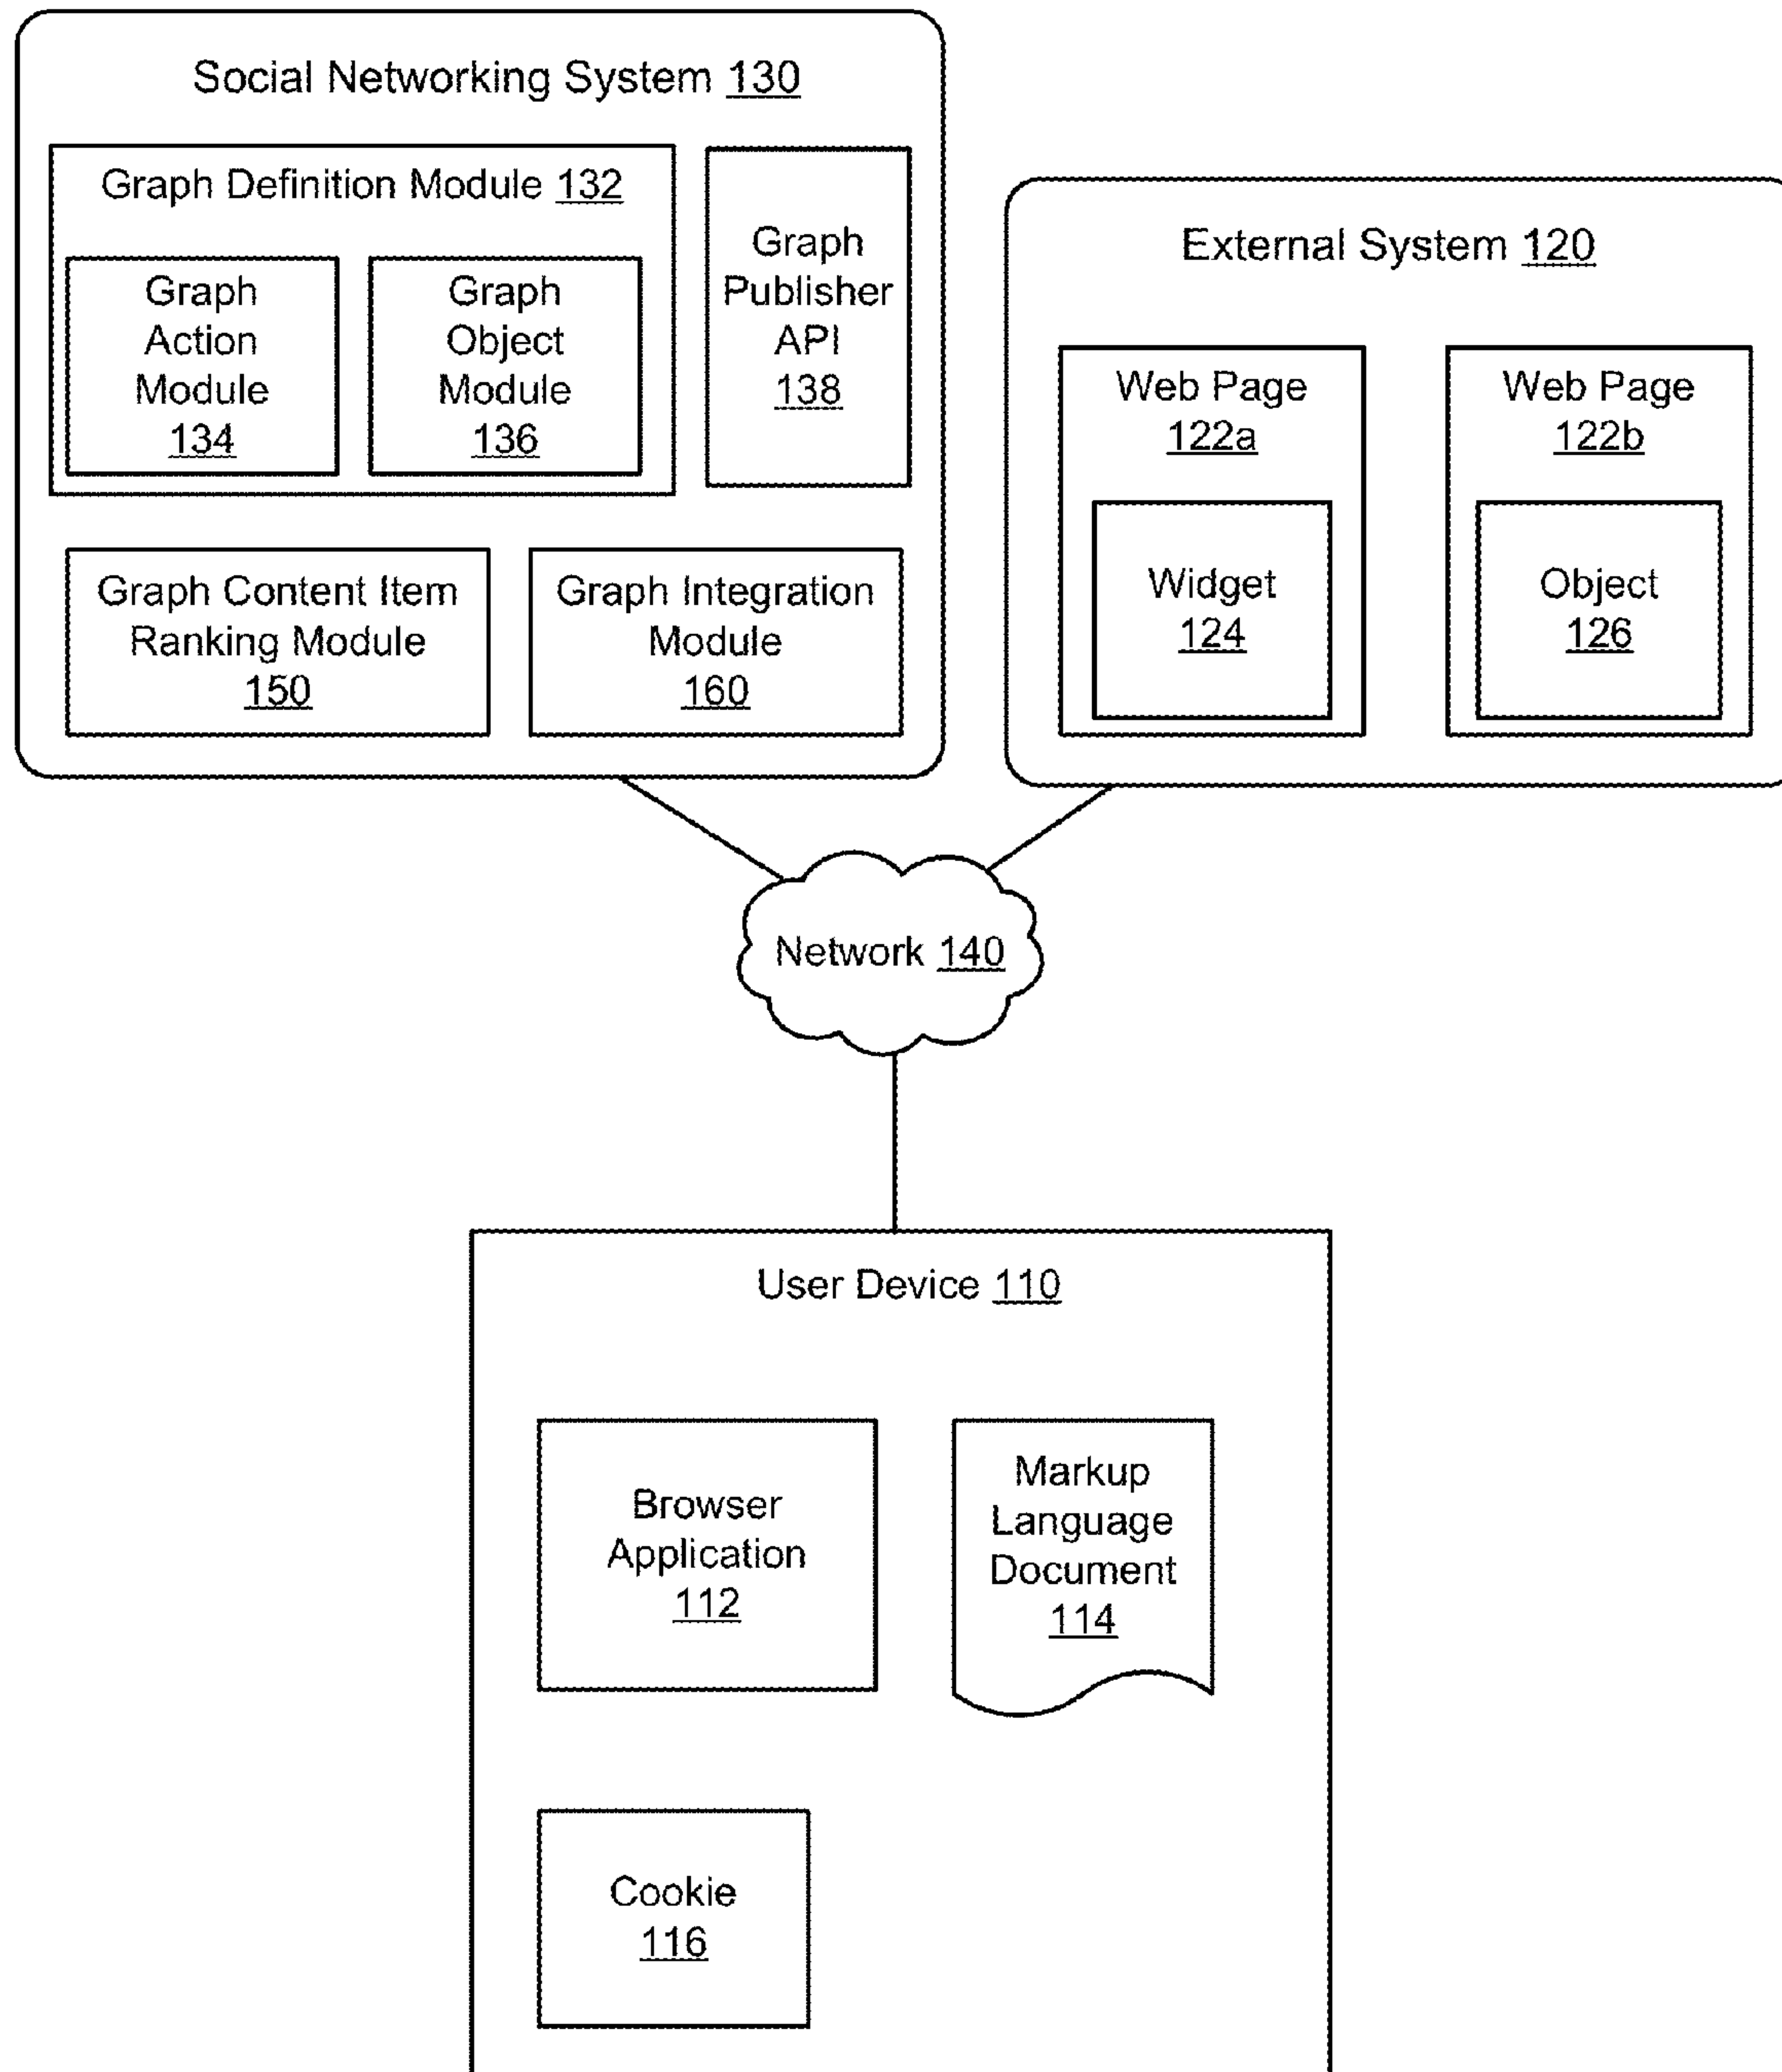 Social Networking System 130
Graph Definition Module 132
Graph
Action
Module
134
Graph
Object
Module
136
Graph
Publisher
API
138
Graph Content Item
Ranking Module
150
Graph Integration
Module
160
External System 120
Web Page
122a
Widget
124
Web Page
122b
Object
126
Network 140
User Device 110
Browser
Application
112
Markup
Language
Document
114
Cookie
116